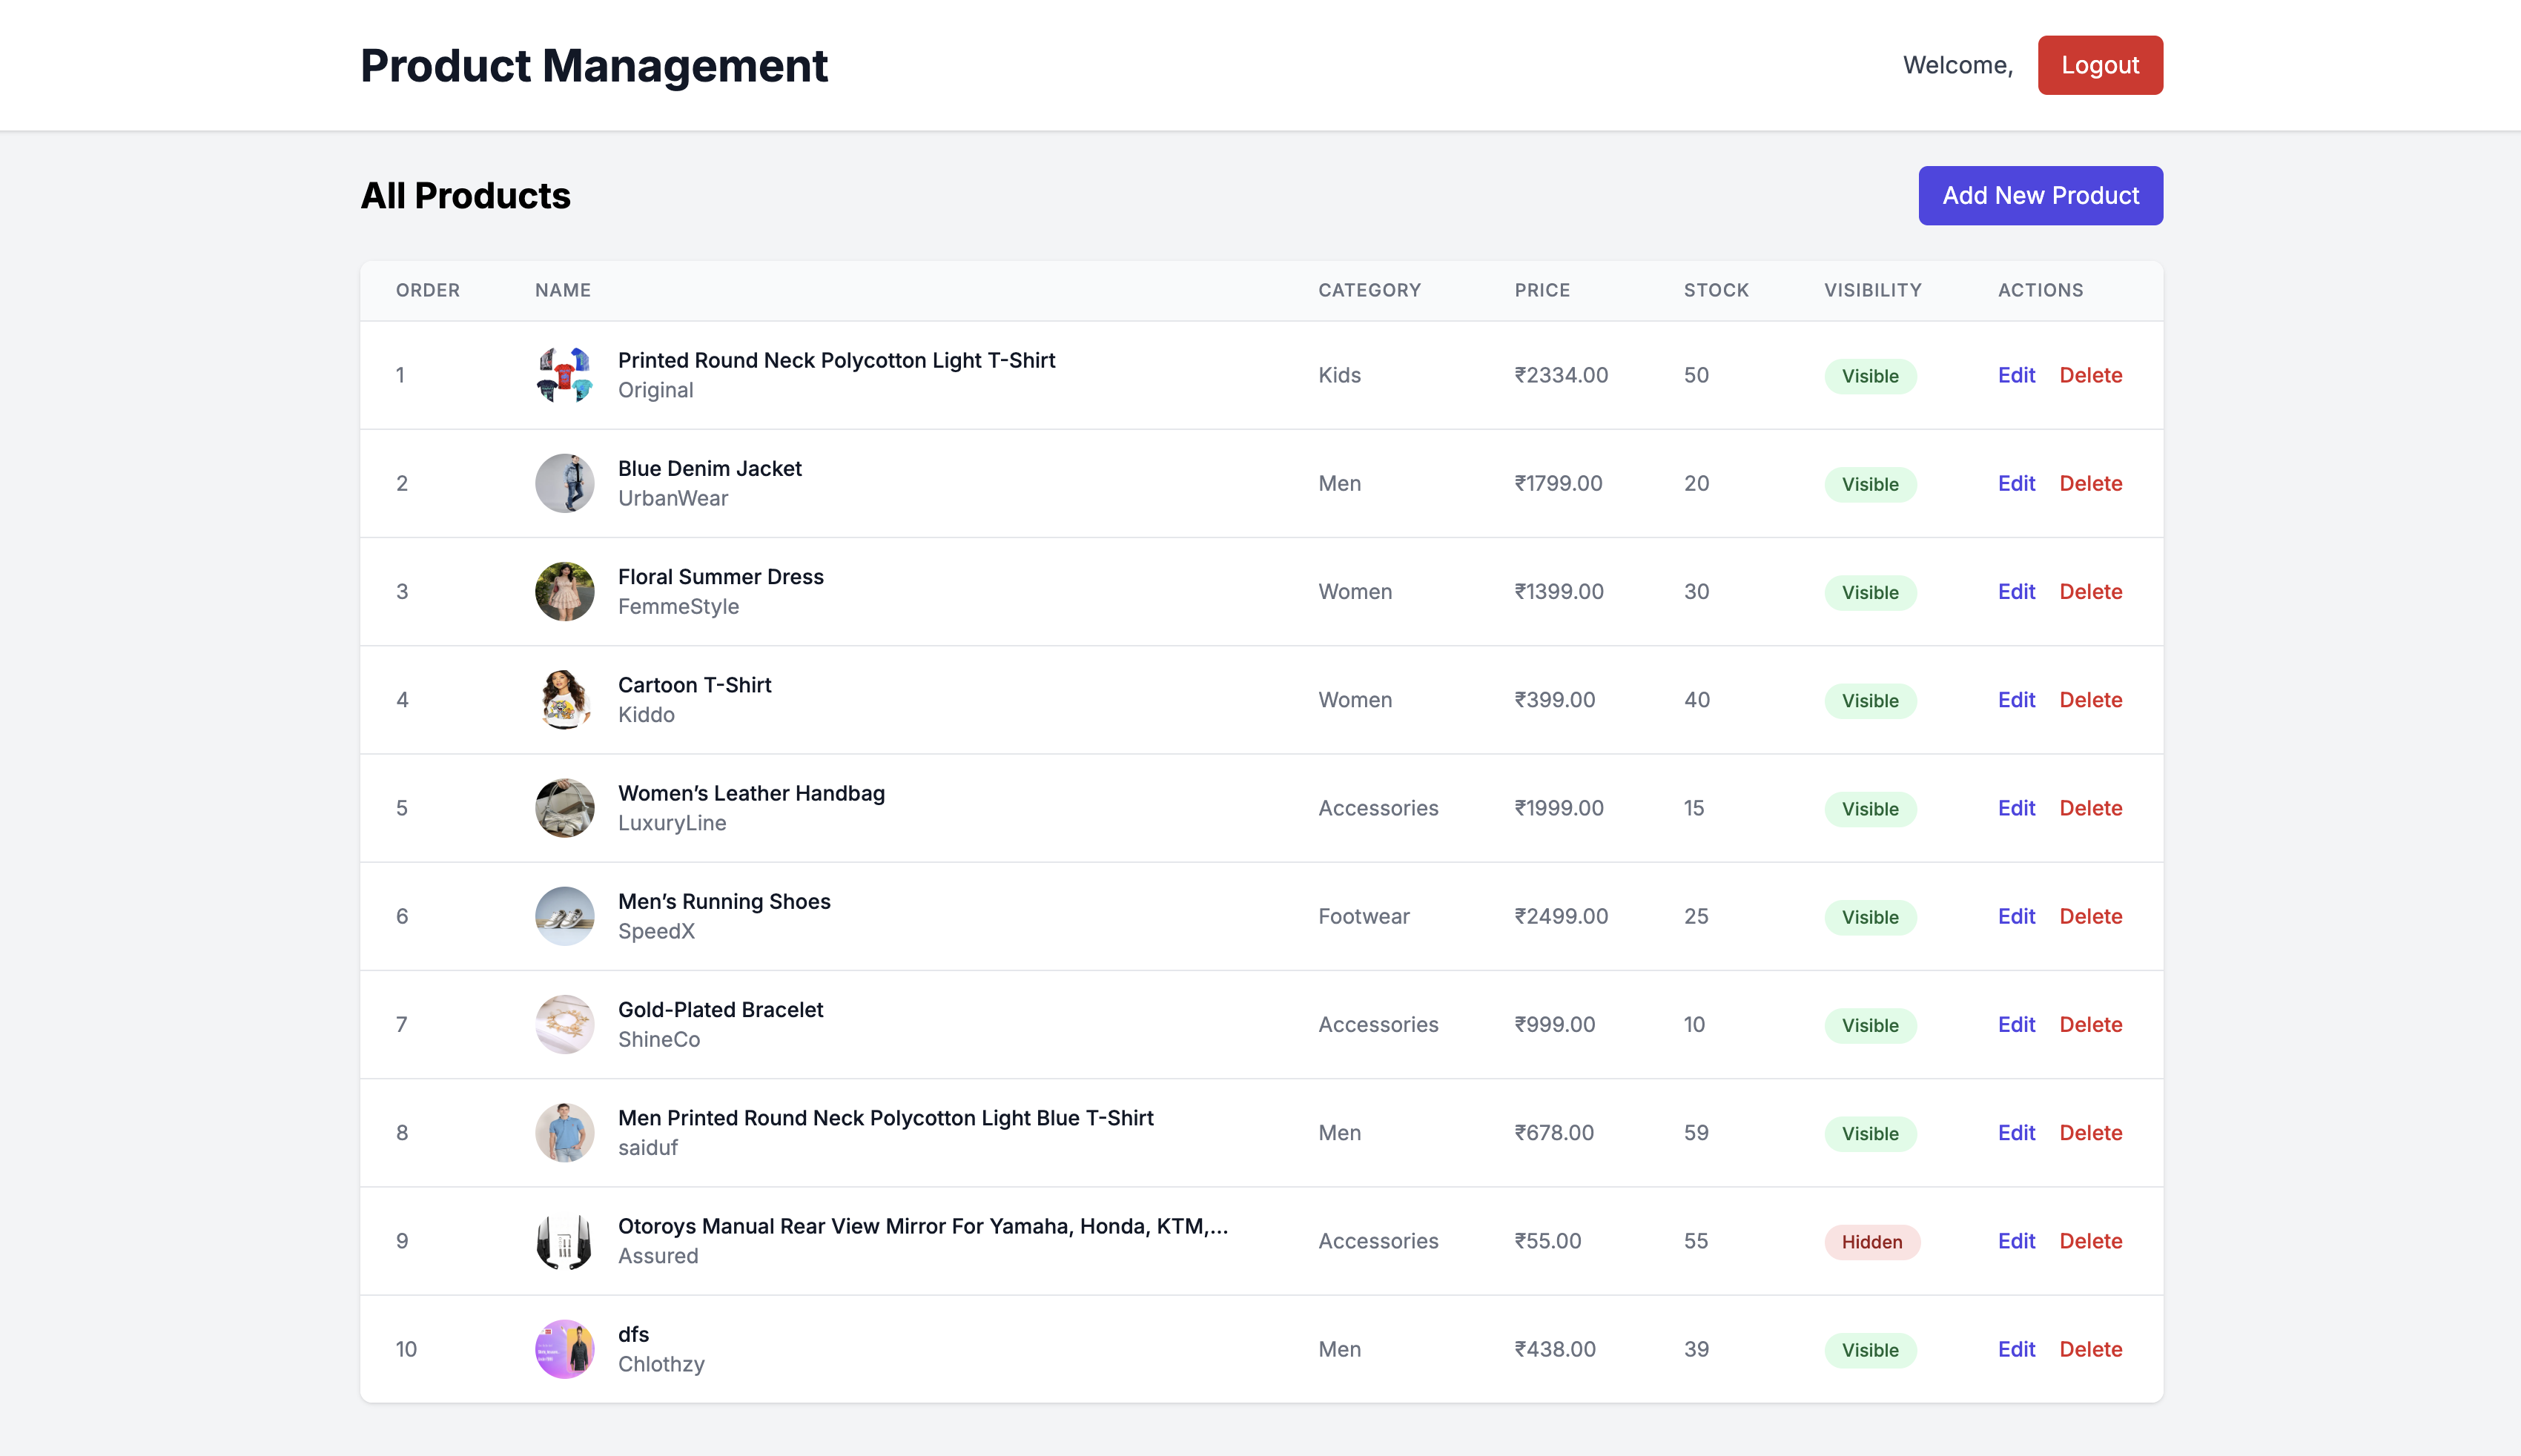 Product Management
Welcome,
Logout
All Products
Add New Product
ORDER NAME CATEGORY PRICE STOCK VISIBILITY ACTIONS
1 Printed Round Neck Polycotton Light T-Shirt Kids ₹2334.00 50 Visible Edit Delete
Original
2 Blue Denim Jacket Men ₹1799.00 20 Visible Edit Delete
UrbanWear
3 Floral Summer Dress Women ₹1399.00 30 Visible Edit Delete
FemmeStyle
4 Cartoon T-Shirt Women ₹399.00 40 Visible Edit Delete
Kiddo
5 Women’s Leather Handbag Accessories ₹1999.00 15 Visible Edit Delete
LuxuryLine
6 Men’s Running Shoes Footwear ₹2499.00 25 Visible Edit Delete
SpeedX
7 Gold-Plated Bracelet Accessories ₹999.00 10 Visible Edit Delete
ShineCo
8 Men Printed Round Neck Polycotton Light Blue T-Shirt Men ₹678.00 59 Visible Edit Delete
saiduf
9 Otoroys Manual Rear View Mirror For Yamaha, Honda, KTM,... Accessories ₹55.00 55 Hidden Edit Delete
Assured
10 dfs Men ₹438.00 39 Visible Edit Delete
Chlothzy